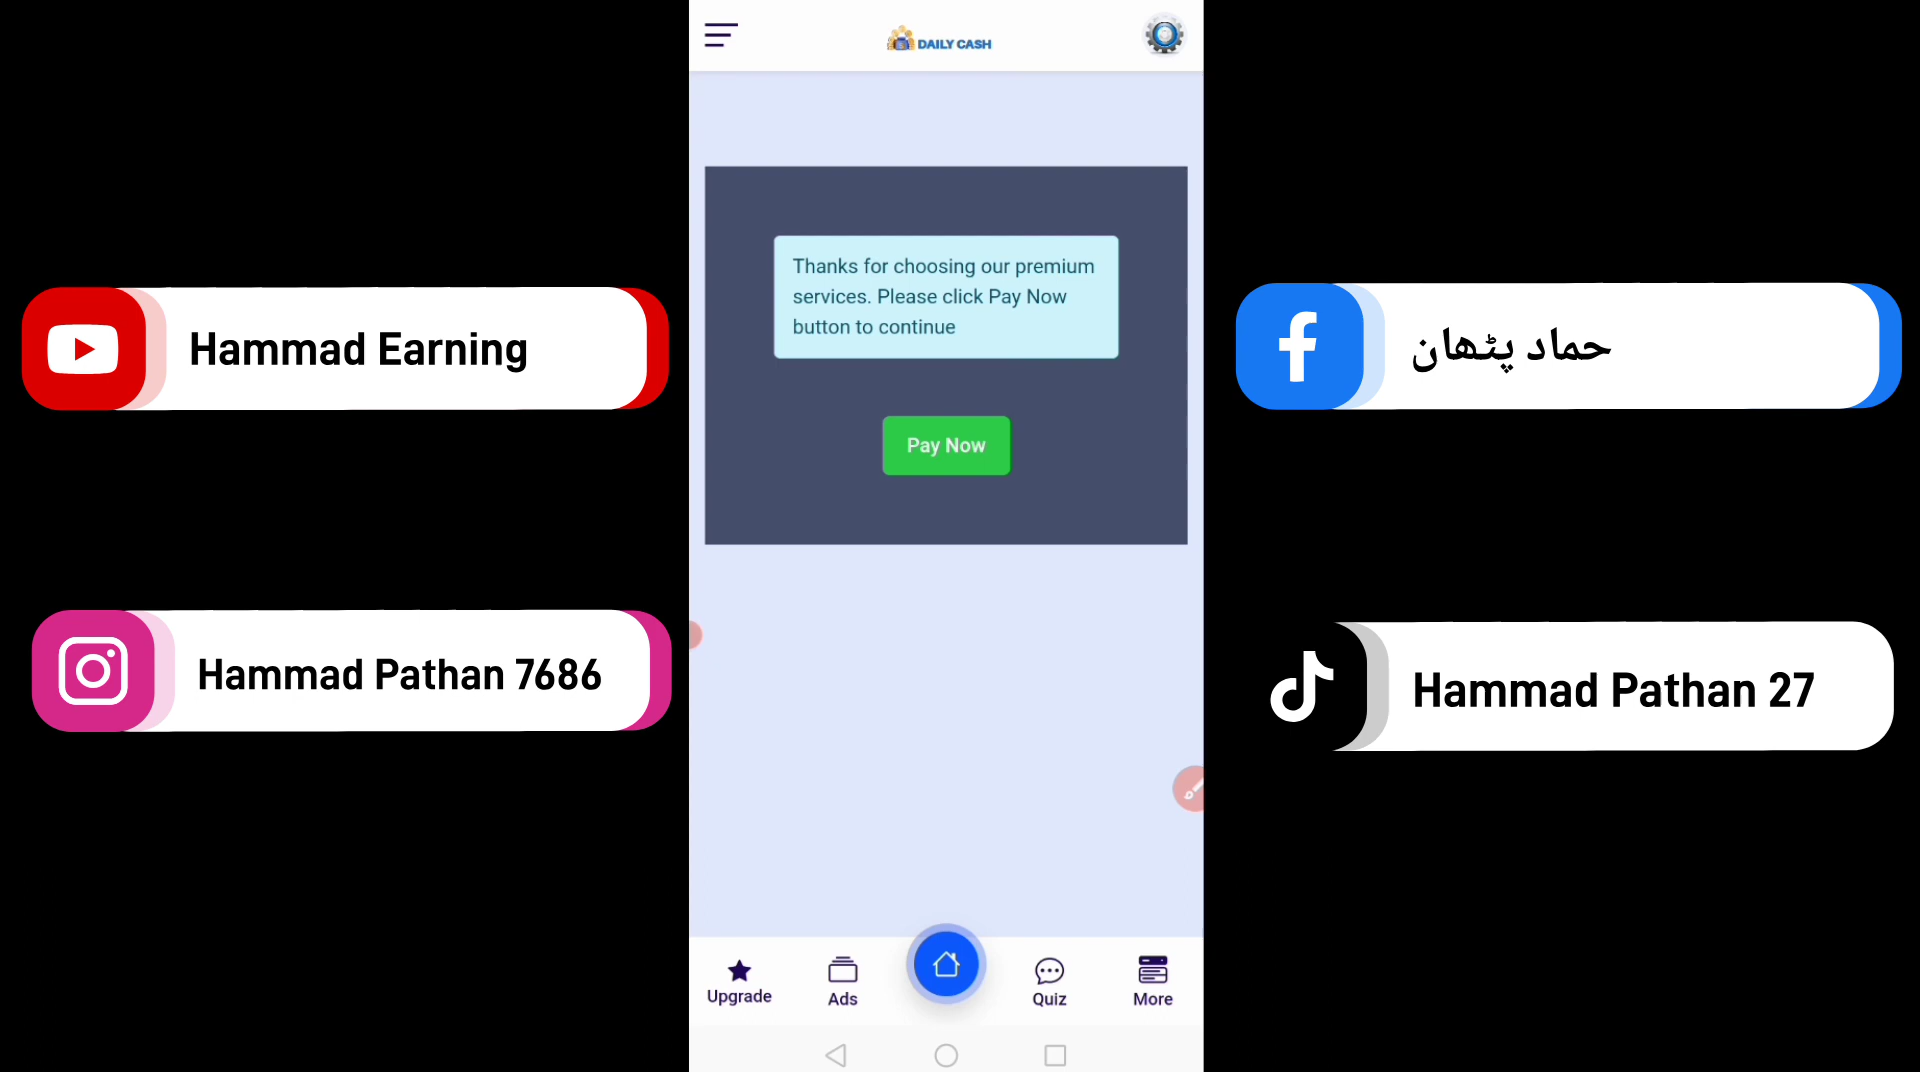 DAILY CASH
Thanks for choosing our premium
services. Please click Pay Now
button to continue
Pay Now
Hammad Earning
حماد پٹھان
Hammad Pathan 7686
Hammad Pathan 27
Upgrade
Ads
Quiz
More